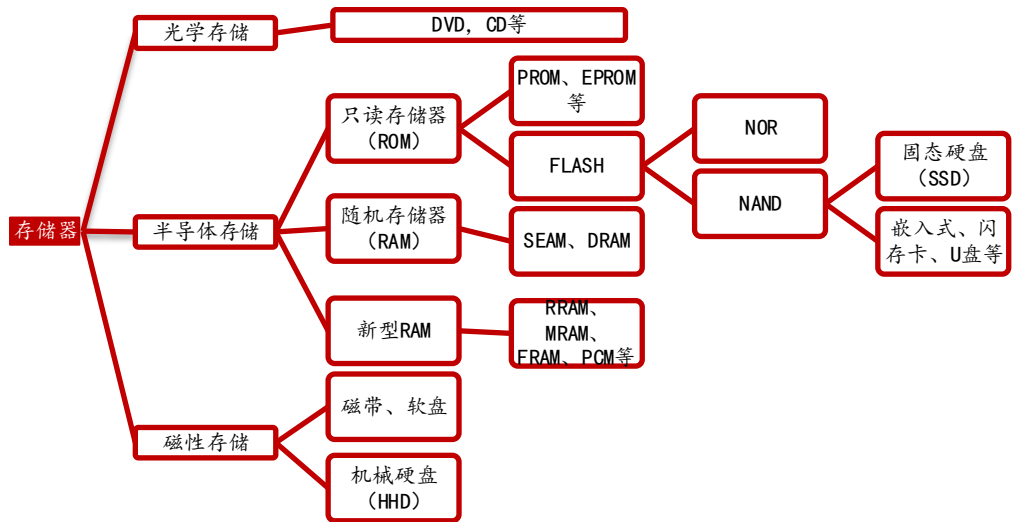 光学存储
DVD, CD等
PROM、EPROM
等
只读存储器
（ROM）
NOR
FLASH
固态硬盘
（SSD）
NAND
存储器
半导体存储
随机存储器
（RAM）
SEAM、DRAM
嵌入式、闪
存卡、U盘等
新型RAM
RRAM、
MRAM、
FRAM、PCM等
磁带、软盘
磁性存储
机械硬盘
（HHD）